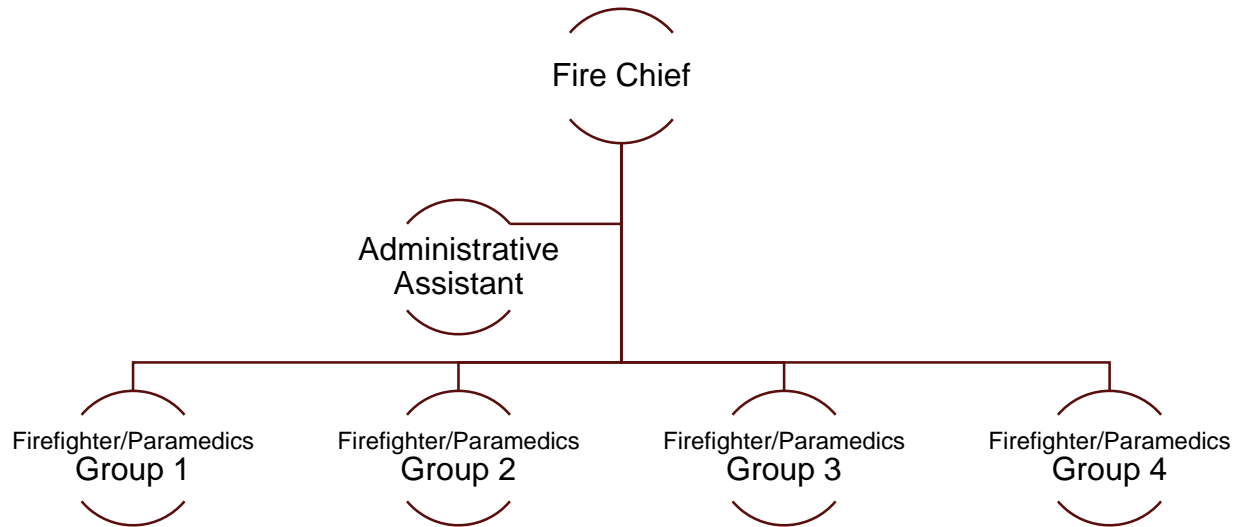 Fire Chief
Administrative
Assistant
Firefighter/Paramedics
Group 1
Firefighter/Paramedics
Group 2
Firefighter/Paramedics
Group 3
Firefighter/Paramedics
Group 4